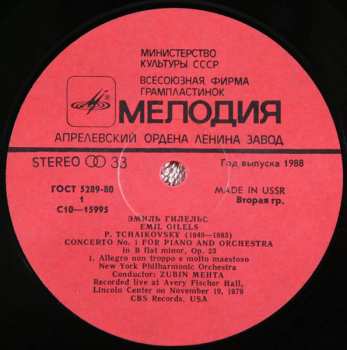 МИНИСТЕРСТВО
КУЛЬТУРЫ СССР
ВСЕСОЮЗНАЯ ФИРМА
ГРАМПЛАСТИНОК
МЕЛОДИЯ
АПРЕЛЕВСКИЙ ОРДЕНА ЛЕНИНА ЗАВОД
STEREO 33
Год выпуска 1988
ГОСТ 5289-80
1
С10—15995
MADE IN USSR
Вторая гр.
ЭМИЛЬ ГИЛЕЛЬС
EMIL GILELS
P. TCHAIKOVSKY (1840—1893)
CONCERTO No. 1 FOR PIANO AND ORCHESTRA
in B flat minor, Op. 23
1. Allegro non troppo e molto maestoso
New York Philharmonic Orchestra
Conductor: ZUBIN MEHTA
Recorded live at Avery Fischer Hall,
Lincoln Center on November 19, 1979
CBS Records, USA